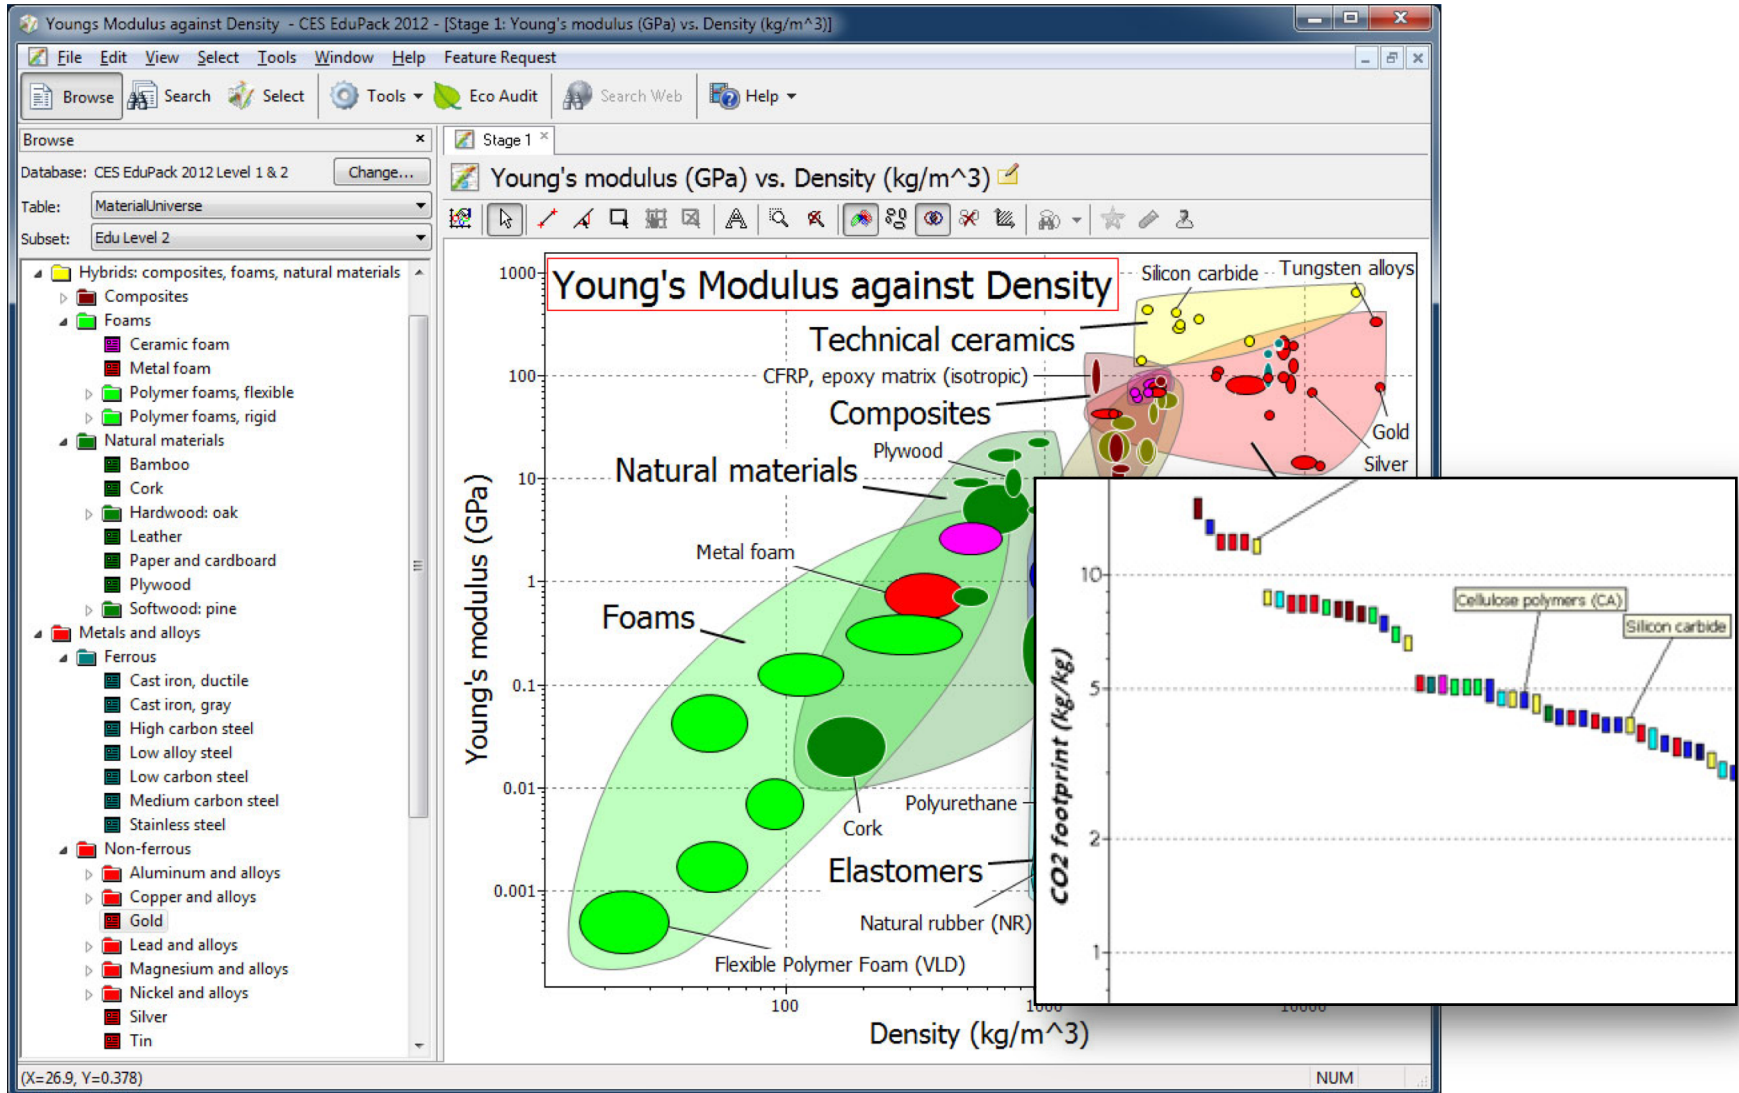 Youngs Modulus against Density - CES EduPack 2012 - [Stage 1: Young's modulus (GPa) vs. Density (kg/m^3)]
File Edit View Select Tools Window Help Feature Request
Browse Search Select Tools Eco Audit Search Web Help
Browse
Database: CES EduPack 2012 Level 1 & 2 Change...
Table: MaterialUniverse
Subset: Edu Level 2
Hybrids: composites, foams, natural materials
Composites
Foams
Ceramic foam
Metal foam
Polymer foams, flexible
Polymer foams, rigid
Natural materials
Bamboo
Cork
Hardwood: oak
Leather
Paper and cardboard
Plywood
Softwood: pine
Metals and alloys
Ferrous
Cast iron, ductile
Cast iron, gray
High carbon steel
Low alloy steel
Low carbon steel
Medium carbon steel
Stainless steel
Non-ferrous
Aluminum and alloys
Copper and alloys
Gold
Lead and alloys
Magnesium and alloys
Nickel and alloys
Silver
Tin
(X=26.9, Y=0.378)
NUM
Stage 1
Young's modulus (GPa) vs. Density (kg/m^3)
Young's Modulus against Density
Silicon carbide
Tungsten alloys
Technical ceramics
CFRP, epoxy matrix (isotropic)
Composites
Plywood
Gold
Silver
Natural materials
Metal foam
Foams
Polyurethane
Cork
Elastomers
Natural rubber (NR)
Flexible Polymer Foam (VLD)
Young's modulus (GPa)
1000
100
10
1
0.1
0.01
0.001
100
1000
10000
Density (kg/m^3)
CO2 footprint (kg/kg)
10
5
2
1
Cellulose polymers (CA)
Silicon carbide